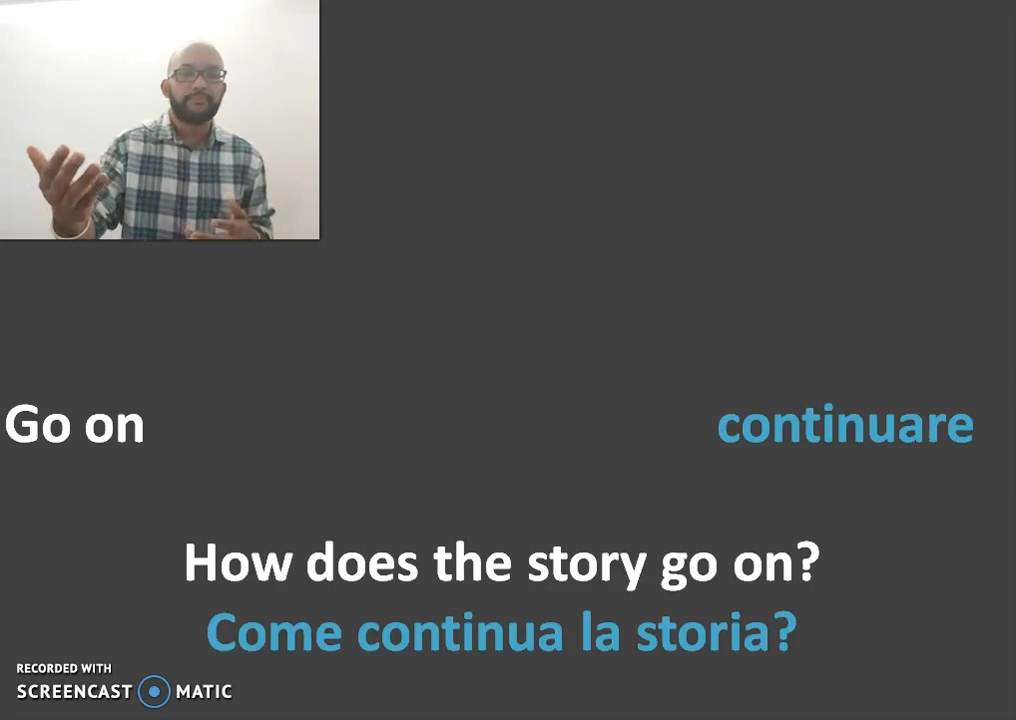 Go on continuare
How does the story go on?
Come continua la storia?
RECORDED WITH
SCREENCAST MATIC